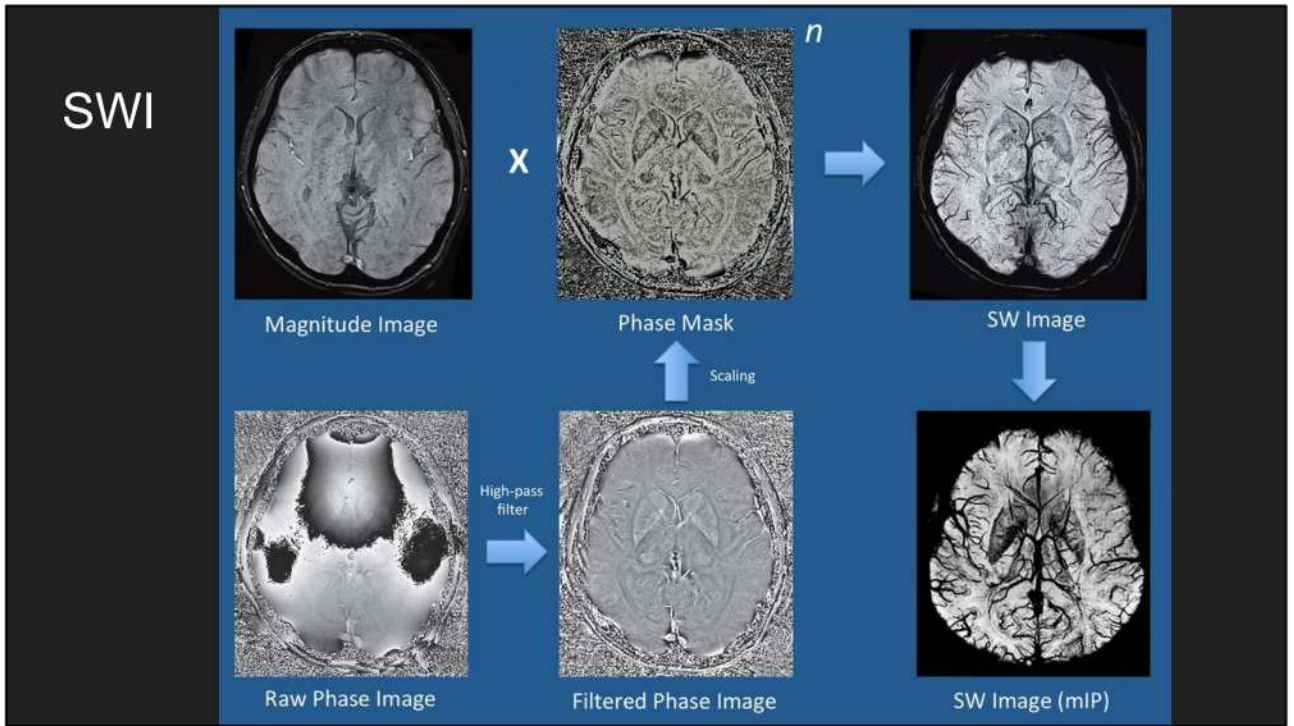 SWI
n
X
Magnitude Image
Phase Mask
SW Image
Scaling
High-pass
filter
Raw Phase Image
Filtered Phase Image
SW Image (mIP)